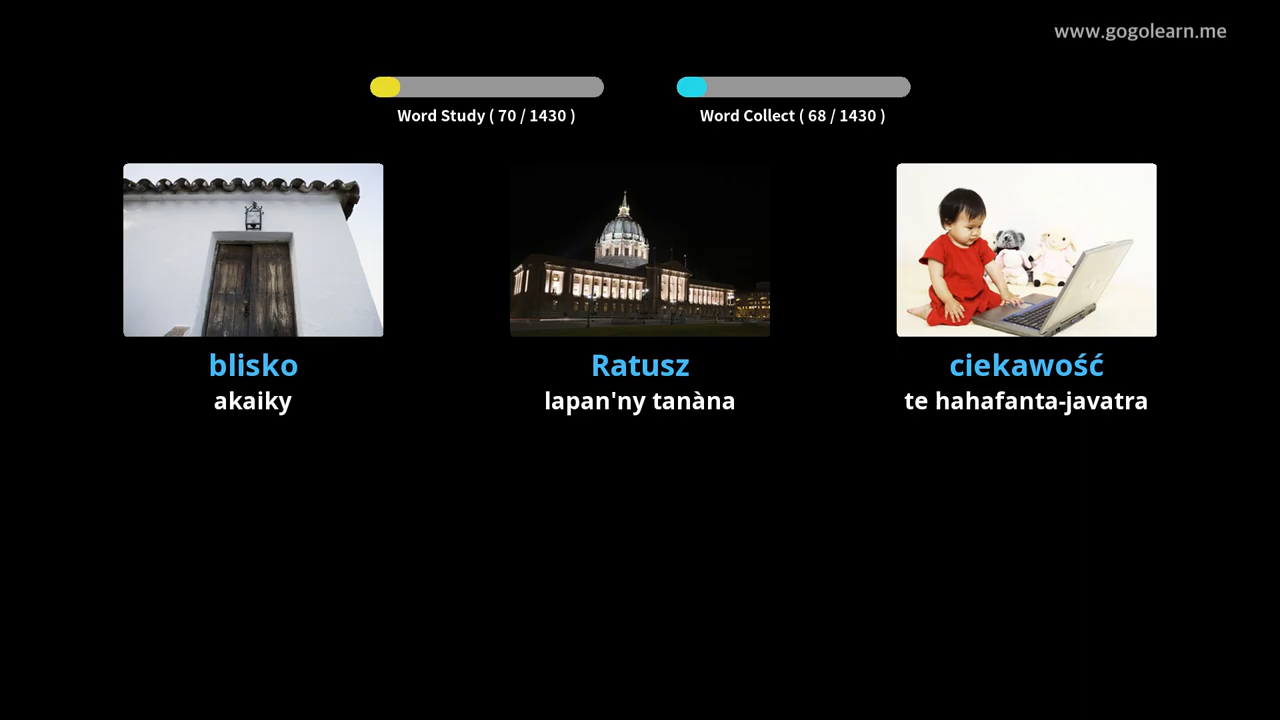 www.gogolearn.me
Word Study ( 70 / 1430 )
Word Collect ( 68 / 1430 )
blisko
akaiky
Ratusz
lapan'ny tanàna
ciekawość
te hahafanta-javatra